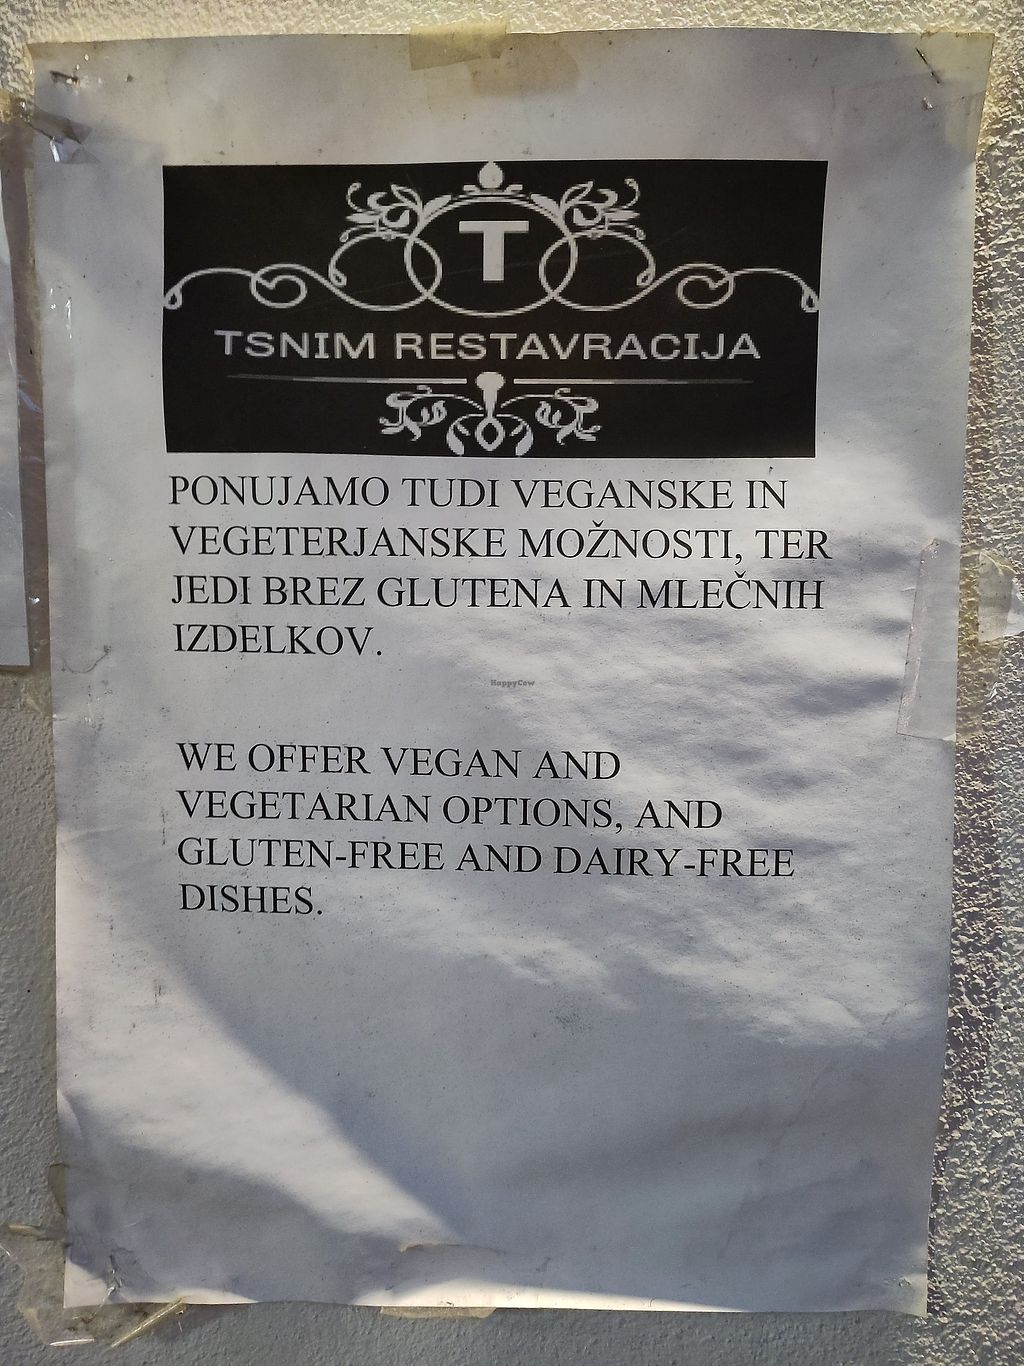 T
TSNIM RESTAVRACIJA
PONUJAMO TUDI VEGANSKE IN
VEGETERJANSKE MOŽNOSTI, TER
JEDI BREZ GLUTENA IN MLEČNIH
IZDELKOV.
HappyCow
WE OFFER VEGAN AND
VEGETARIAN OPTIONS, AND
GLUTEN-FREE AND DAIRY-FREE
DISHES.